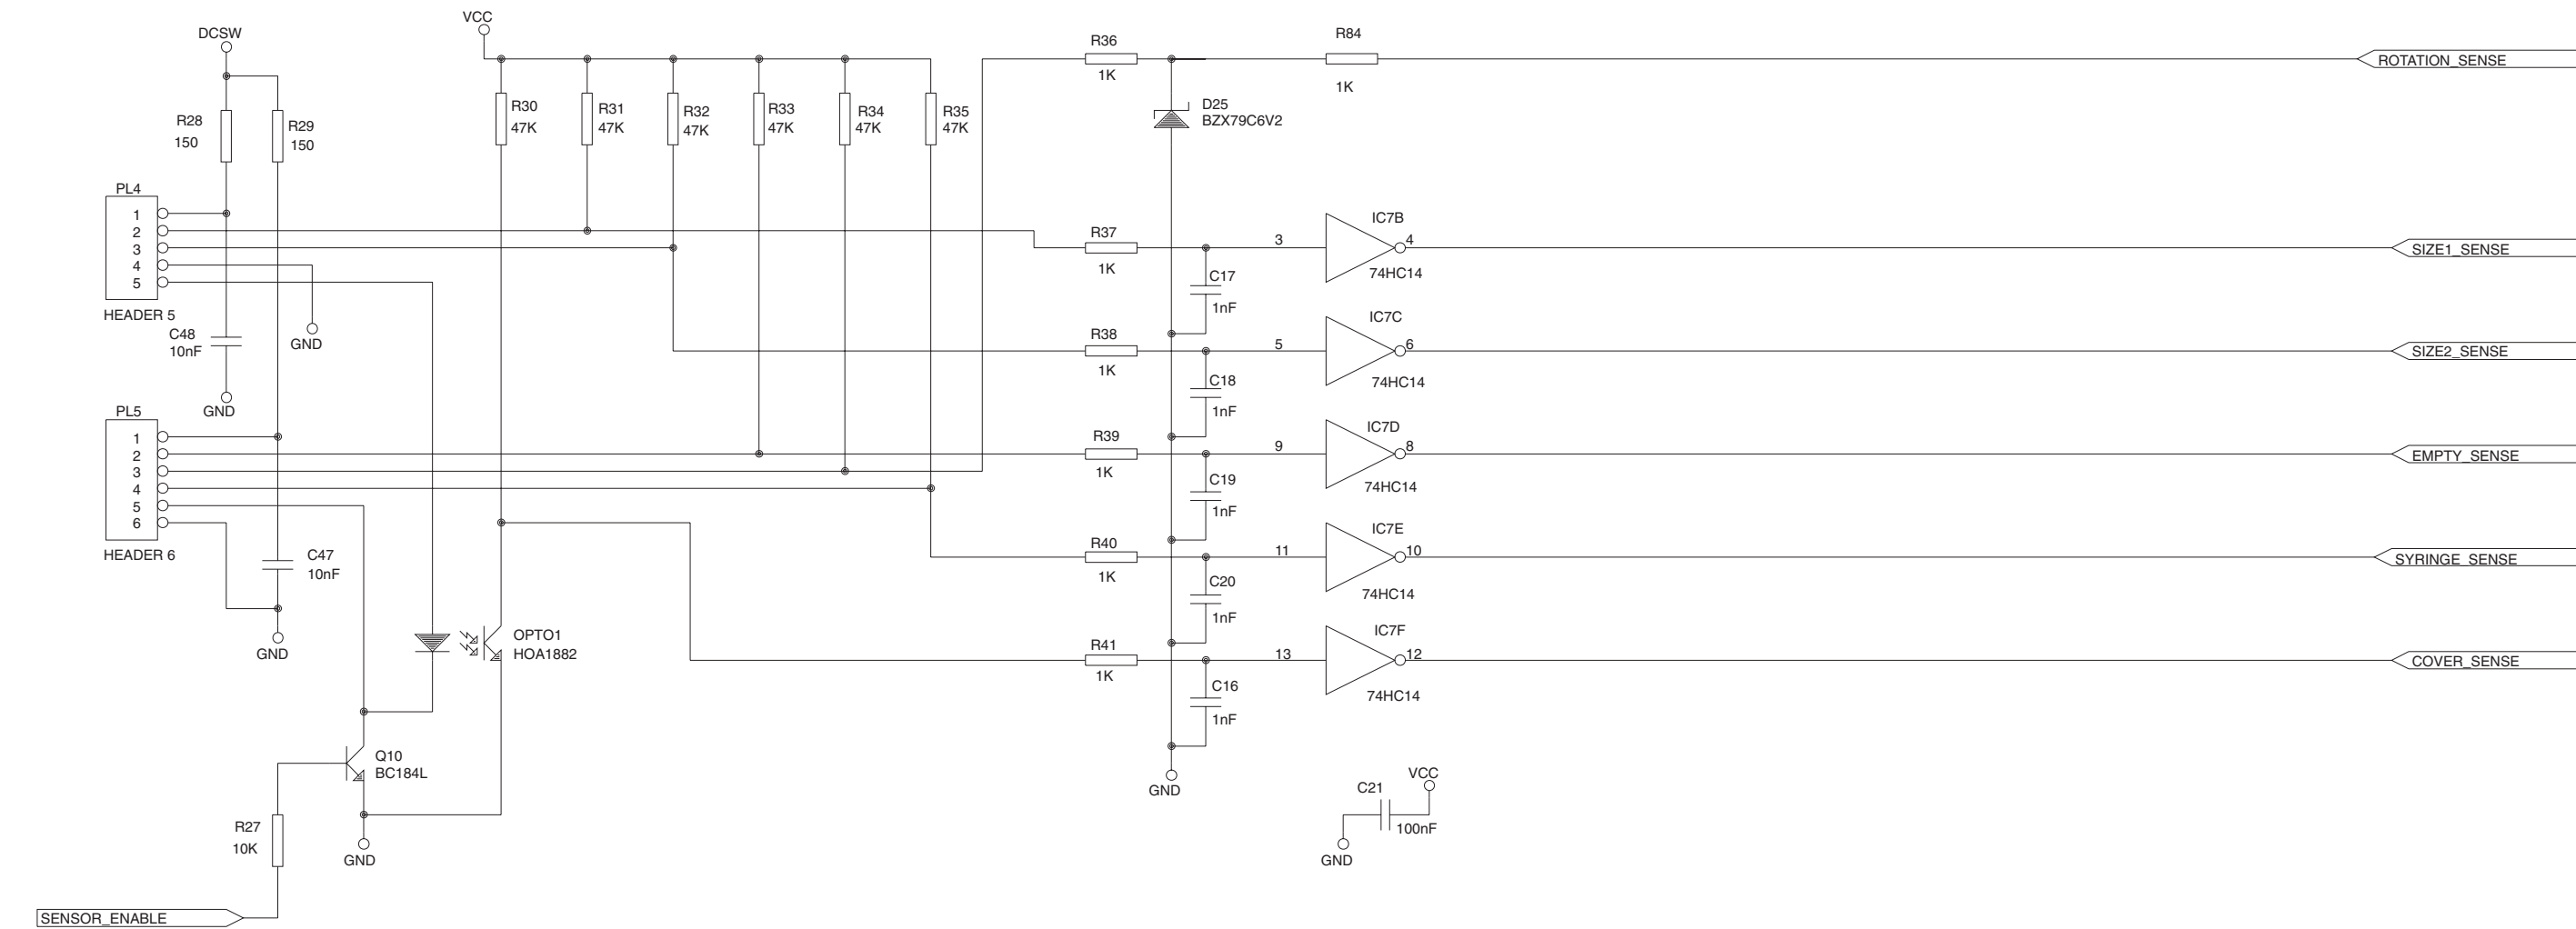 DCSW
VCC
R28
150
R29
150
R30
47K
R31
47K
R32
47K
R33
47K
R34
47K
R35
47K
R36
1K
R84
1K
ROTATION_SENSE
D25
BZX79C6V2
PL4
1
2
3
4
5
HEADER 5
C48
10nF
GND
GND
R37
1K
C17
1nF
3
IC7B
4
74HC14
SIZE1_SENSE
R38
1K
C18
1nF
5
IC7C
6
74HC14
SIZE2_SENSE
PL5
1
2
3
4
5
6
HEADER 6
C47
10nF
GND
R39
1K
C19
1nF
9
IC7D
8
74HC14
EMPTY_SENSE
R40
1K
C20
1nF
11
IC7E
10
74HC14
SYRINGE_SENSE
OPTO1
HOA1882
R41
1K
C16
1nF
13
IC7F
12
74HC14
COVER_SENSE
GND
Q10
BC184L
GND
R27
10K
SENSOR_ENABLE
VCC
C21
100nF
GND